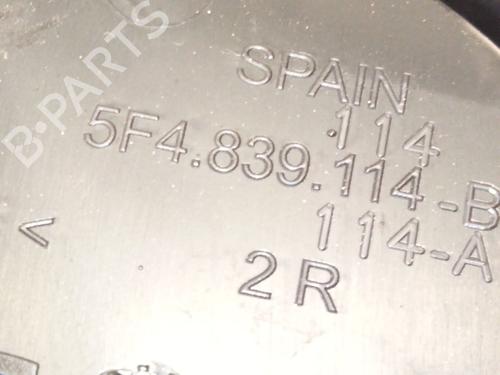 B-PARTS
SPAIN
.114
5F4.839.114-B
114-A
<
2R